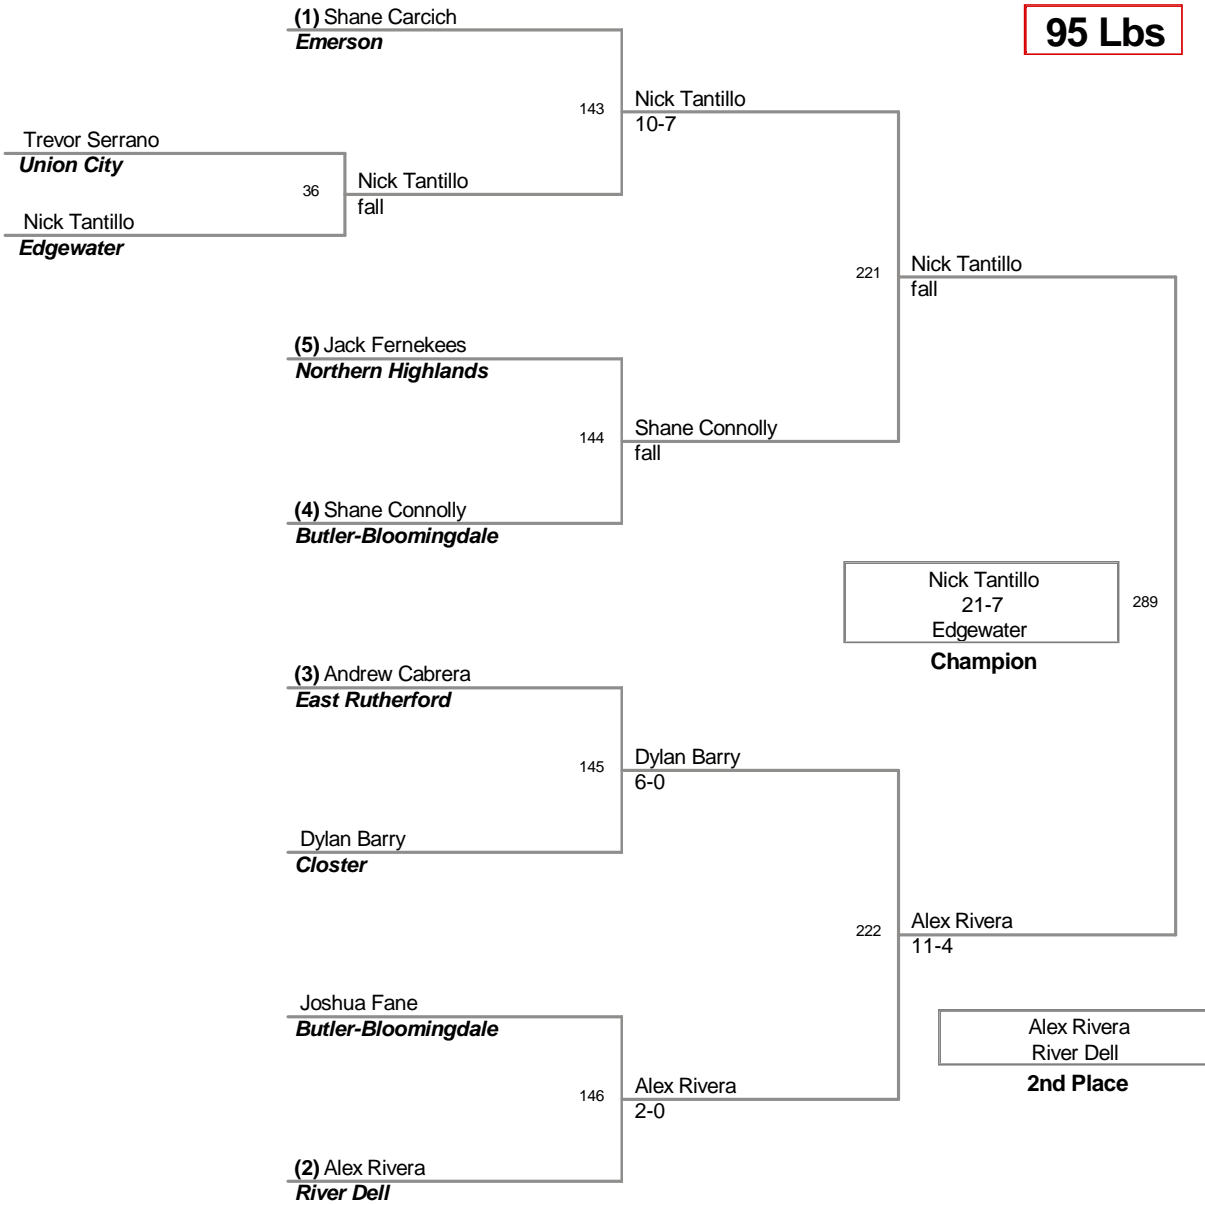 (1) Shane Carcich
Emerson
95 Lbs
143
Nick Tantillo
10-7
Trevor Serrano
Union City
36
Nick Tantillo
fall
Nick Tantillo
Edgewater
221
Nick Tantillo
fall
(5) Jack Fernekees
Northern Highlands
144
Shane Connolly
fall
(4) Shane Connolly
Butler-Bloomingdale
Nick Tantillo
21-7
Edgewater
289
Champion
(3) Andrew Cabrera
East Rutherford
145
Dylan Barry
6-0
Dylan Barry
Closter
222
Alex Rivera
11-4
Joshua Fane
Butler-Bloomingdale
Alex Rivera
River Dell
2nd Place
146
Alex Rivera
2-0
(2) Alex Rivera
River Dell